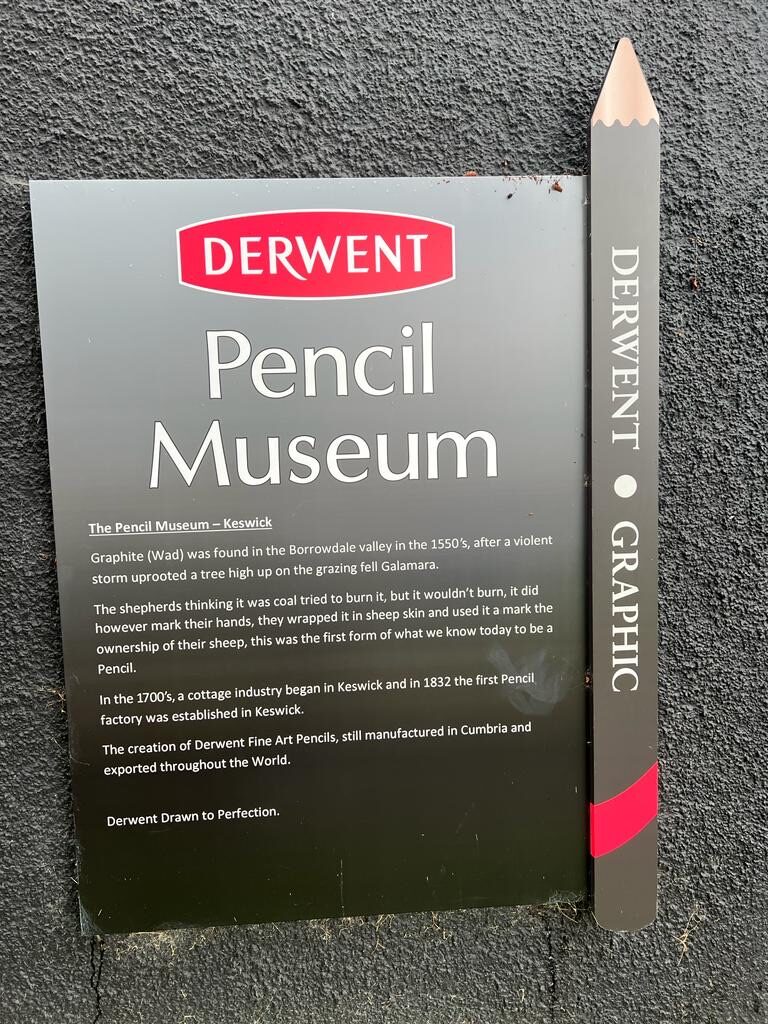 DERWENT
Pencil
Museum
The Pencil Museum – Keswick
Graphite (Wad) was found in the Borrowdale valley in the 1550's, after a violent
storm uprooted a tree high up on the grazing fell Galamara.
The shepherds thinking it was coal tried to burn it, but it wouldn't burn, it did
however mark their hands, they wrapped it in sheep skin and used it a mark the
ownership of their sheep, this was the first form of what we know today to be a
Pencil.
In the 1700's, a cottage industry began in Keswick and in 1832 the first Pencil
factory was established in Keswick.
The creation of Derwent Fine Art Pencils, still manufactured in Cumbria and
exported throughout the World.
Derwent Drawn to Perfection.
DERWENT ● GRAPHIC